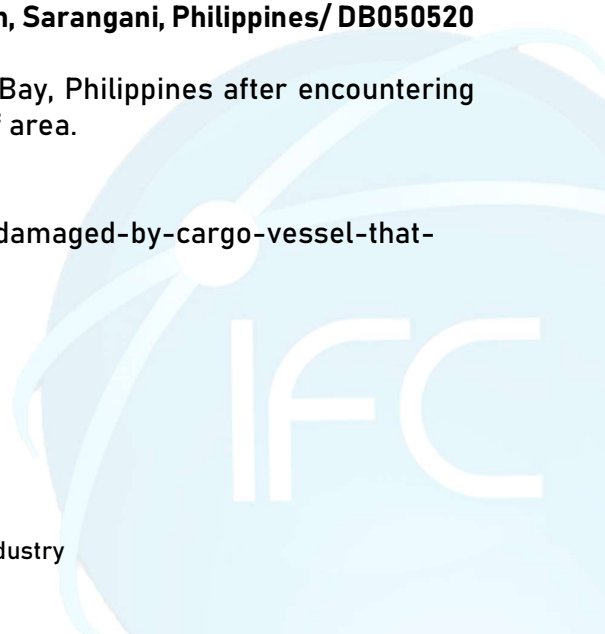 , Sarangani, Philippines/ DB050520
Bay, Philippines after encountering
area.
damaged-by-cargo-vessel-that-
IFC
dustry